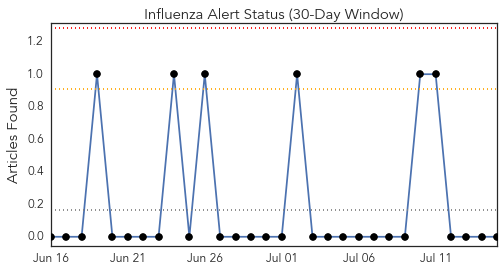 Influenza Alert Status (30-Day Window)
Articles Found
1.2
1.0
0.8
0.6
0.4
0.2
0.0
Jun 16 Jun 21 Jun 26 Jul 01 Jul 06 Jul 11